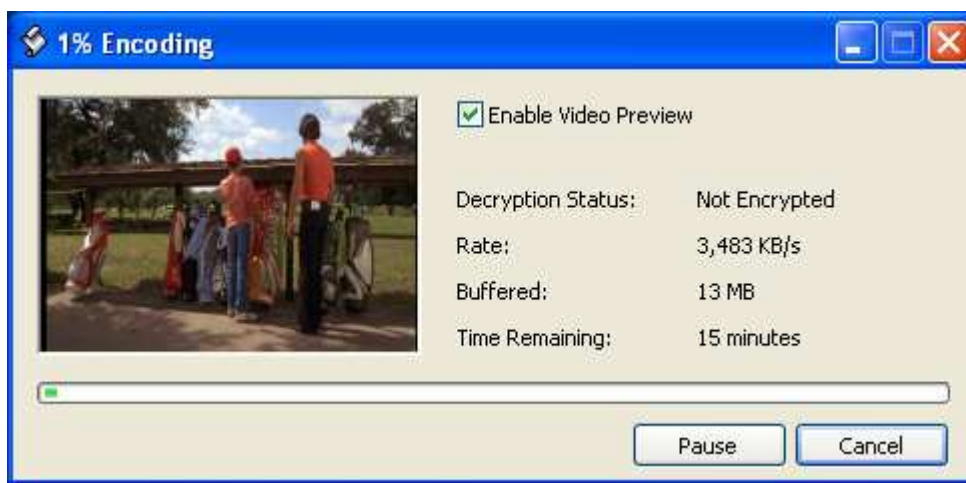 1% Encoding
Enable Video Preview
Decryption Status: Not Encrypted
Rate: 3,483 KB/s
Buffered: 13 MB
Time Remaining: 15 minutes
Pause Cancel